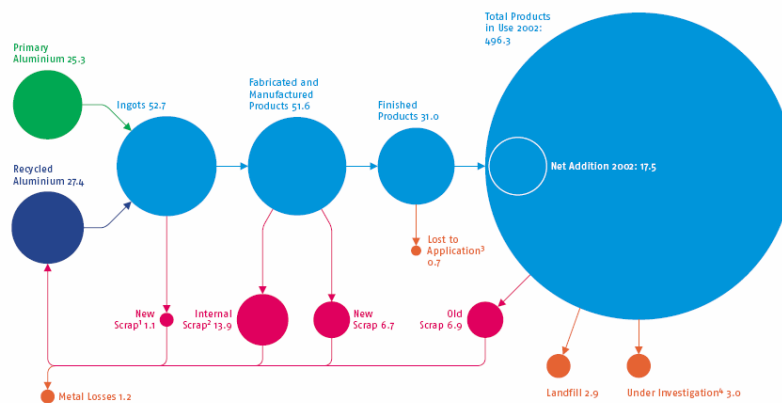 Total Products
in Use 2002:
496.3
Primary
Aluminium 25.3
Ingots 52.7
Fabricated and
Manufactured
Products 51.6
Finished
Products 31.0
Net Addition 2002: 17.5
Recycled
Aluminium 27.4
Lost to
Application³
0.7
New
Scrap¹ 1.1
Internal
Scrap² 13.9
New
Scrap 6.7
Old
Scrap 6.9
Metal Losses 1.2
Landfill 2.9
Under Investigation⁴ 3.0